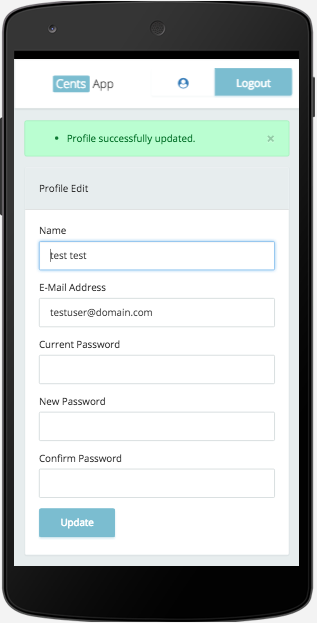 Cents App Logout
• Profile successfully updated. ×
Profile Edit
Name
test test
E-Mail Address
testuser@domain.com
Current Password
New Password
Confirm Password
Update